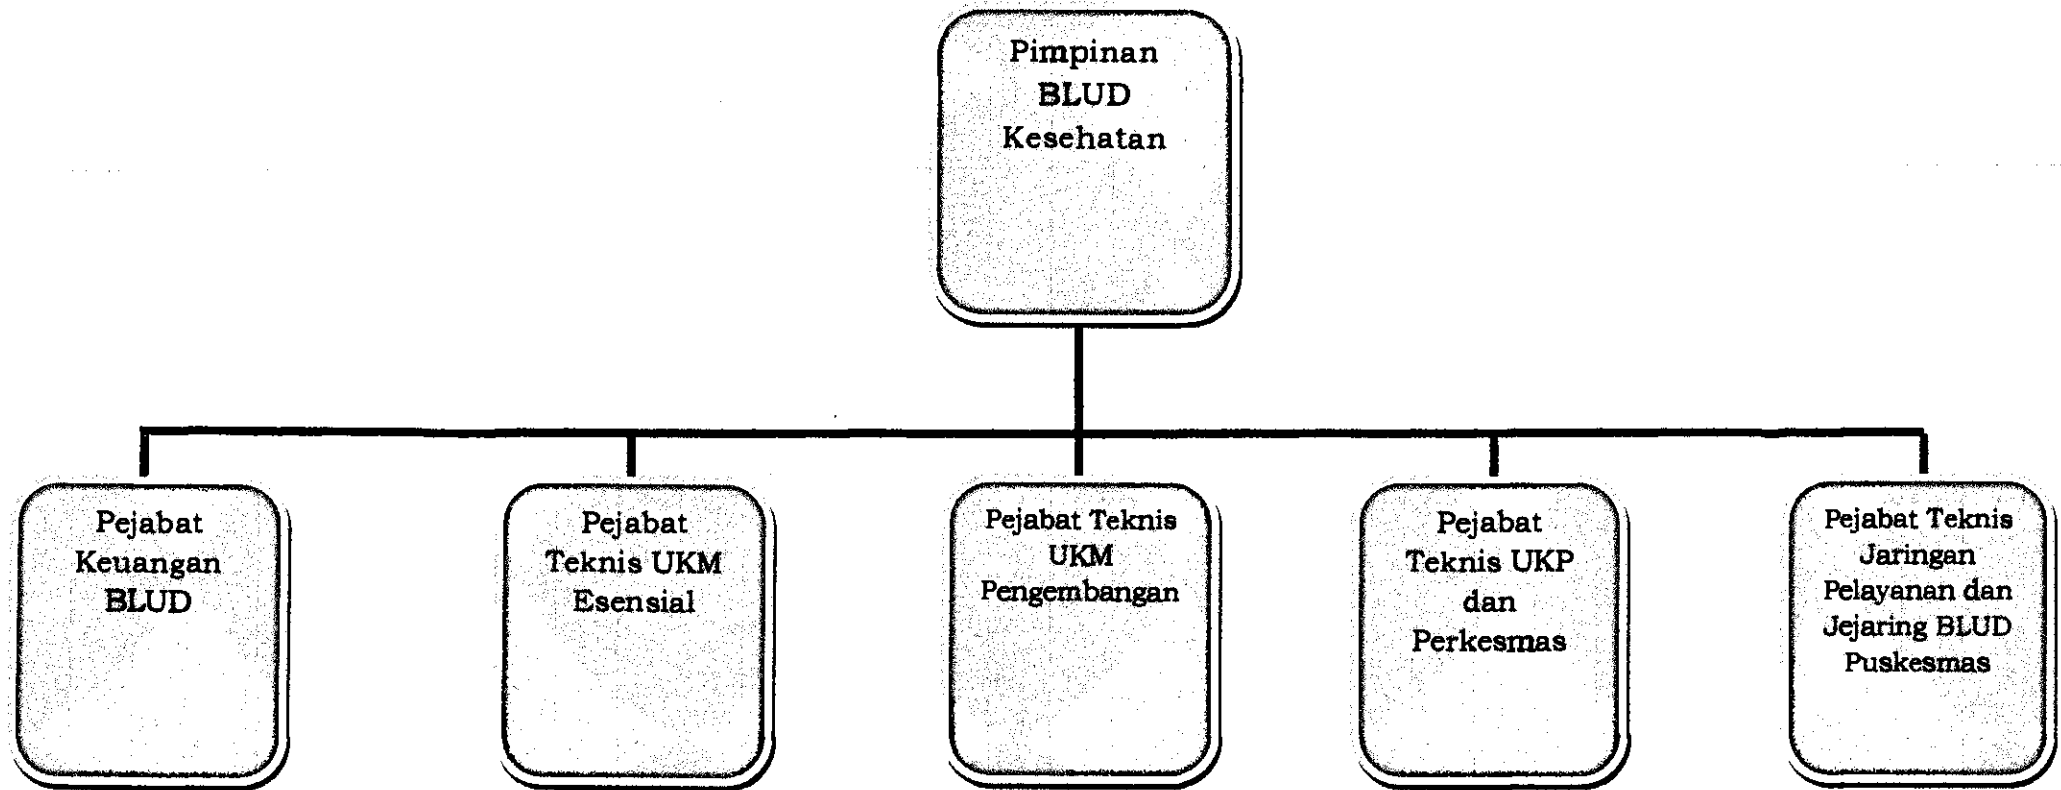 Pimpinan
BLUD
Kesehatan
Pejabat
Keuangan
BLUD
Pejabat
Teknis UKM
Esensial
Pejabat Teknis
UKM
Pengembangan
Pejabat
Teknis UKP
dan
Perkesmas
Pejabat Teknis
Jaringan
Pelayanan dan
Jejaring BLUD
Puskesmas